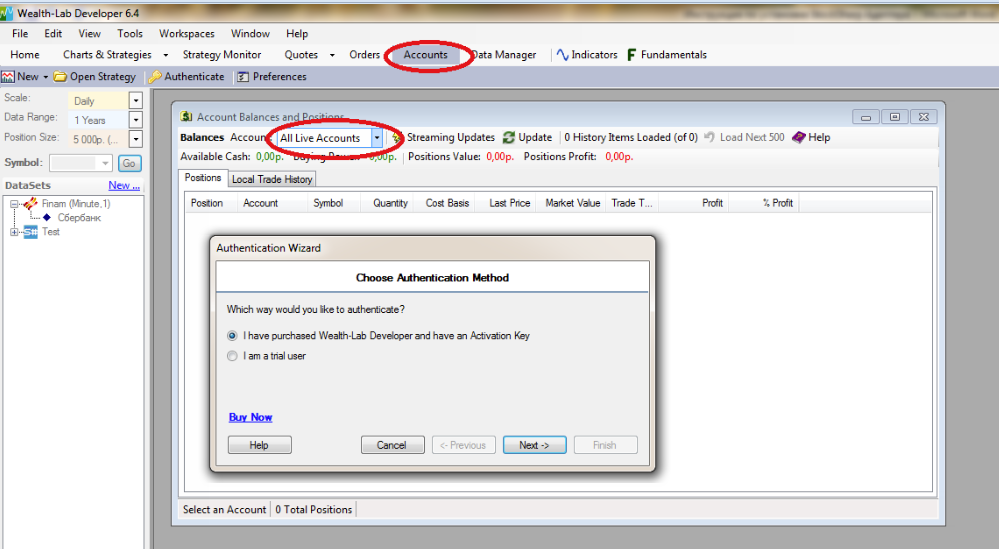 Wealth-Lab Developer 6.4
File Edit View Tools Workspaces Window Help
Home Charts & Strategies Strategy Monitor Quotes Orders Accounts Data Manager Indicators F Fundamentals
New Open Strategy Authenticate Preferences
Scale: Daily
Data Range: 1 Years
Position Size: 5 000р. (...
Symbol: Go
DataSets New ...
Finam (Minute,1)
Сбербанк
Test
Account Balances and Positions
Balances Account: All Live Accounts Streaming Updates Update 0 History Items Loaded (of 0) Load Next 500 Help
Available Cash: 0,00р. Buying Power: 0,00р. Positions Value: 0,00р. Positions Profit: 0,00р.
Positions Local Trade History
Position Account Symbol Quantity Cost Basis Last Price Market Value Trade T... Profit % Profit
Authentication Wizard
Choose Authentication Method
Which way would you like to authenticate?
I have purchased Wealth-Lab Developer and have an Activation Key
I am a trial user
Buy Now
Help Cancel <- Previous Next -> Finish
Select an Account 0 Total Positions